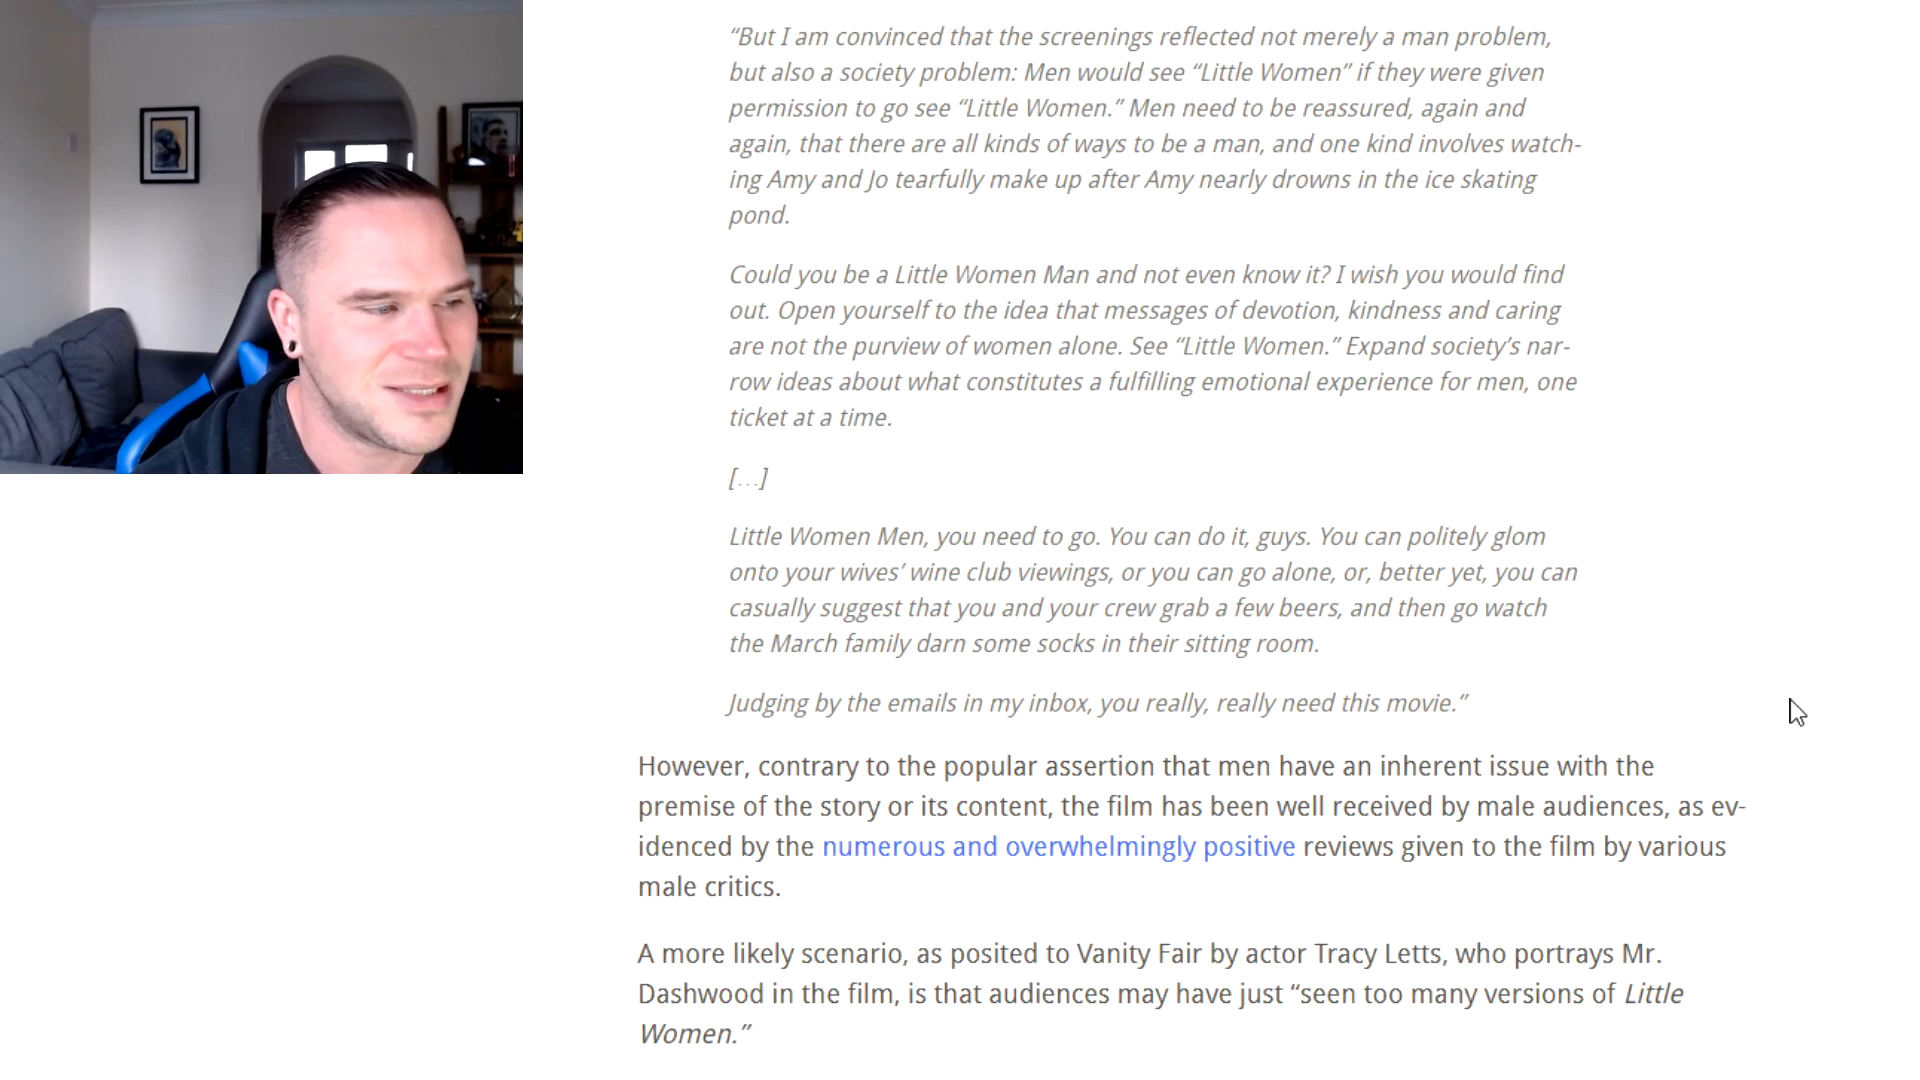 “But I am convinced that the screenings reflected not merely a man problem,
but also a society problem: Men would see “Little Women” if they were given
permission to go see “Little Women.” Men need to be reassured, again and
again, that there are all kinds of ways to be a man, and one kind involves watch-
ing Amy and Jo tearfully make up after Amy nearly drowns in the ice skating
pond.
Could you be a Little Women Man and not even know it? I wish you would find
out. Open yourself to the idea that messages of devotion, kindness and caring
are not the purview of women alone. See “Little Women.” Expand society’s nar-
row ideas about what constitutes a fulfilling emotional experience for men, one
ticket at a time.
[…]
Little Women Men, you need to go. You can do it, guys. You can politely glom
onto your wives’ wine club viewings, or you can go alone, or, better yet, you can
casually suggest that you and your crew grab a few beers, and then go watch
the March family darn some socks in their sitting room.
Judging by the emails in my inbox, you really, really need this movie.”
However, contrary to the popular assertion that men have an inherent issue with the
premise of the story or its content, the film has been well received by male audiences, as ev-
idenced by the numerous and overwhelmingly positive reviews given to the film by various
male critics.
A more likely scenario, as posited to Vanity Fair by actor Tracy Letts, who portrays Mr.
Dashwood in the film, is that audiences may have just “seen too many versions of Little
Women.”